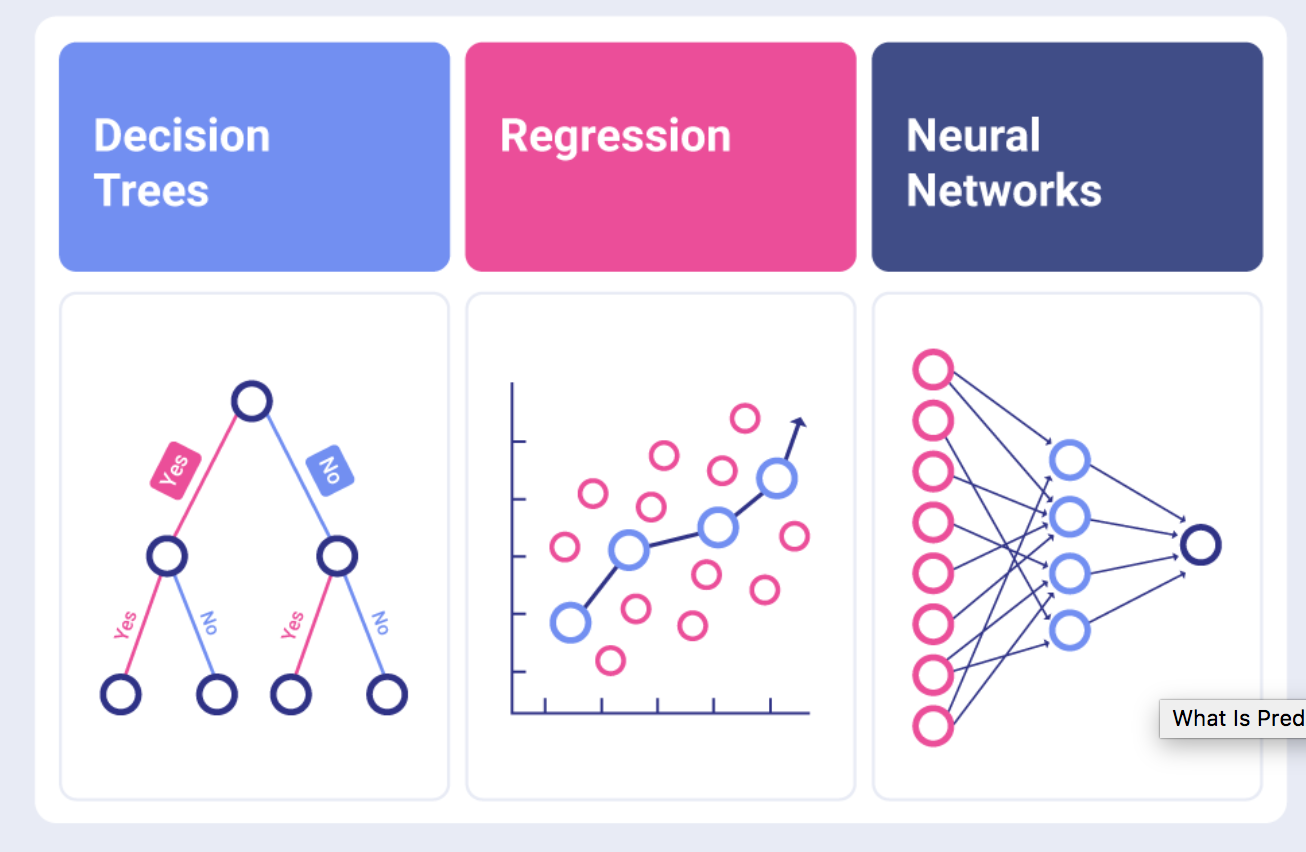 Decision
Trees
Regression
Neural
Networks
Yes
No
Yes
No
Yes
No
What Is Pred